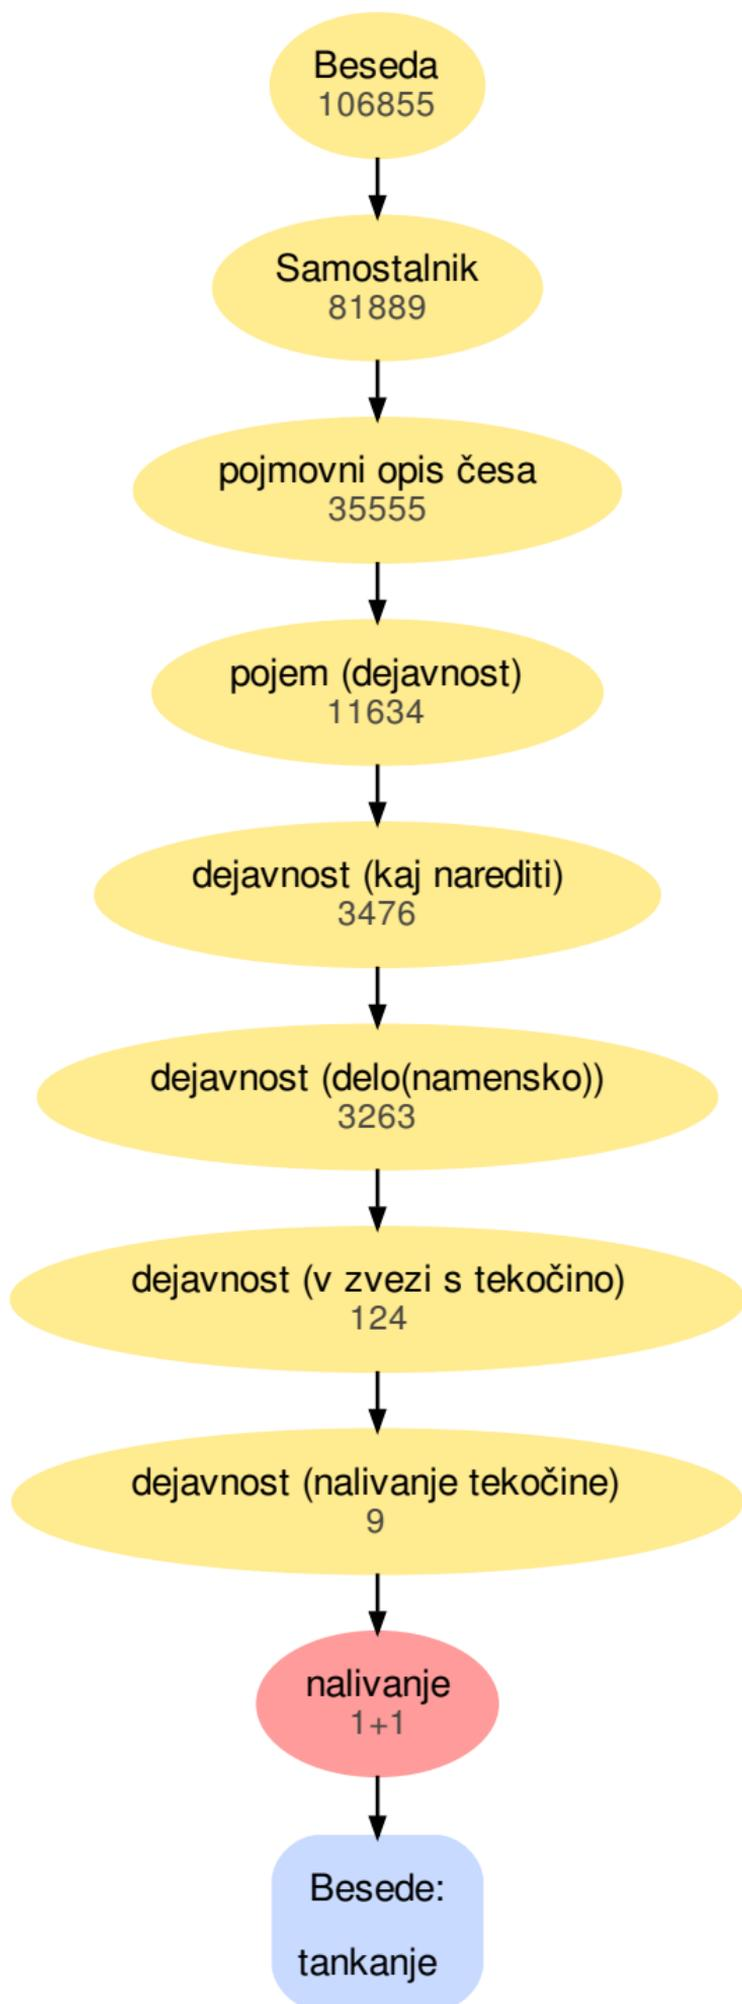 Beseda
106855
Samostalnik
81889
pojmovni opis česa
35555
pojem (dejavnost)
11634
dejavnost (kaj narediti)
3476
dejavnost (delo(namensko))
3263
dejavnost (v zvezi s tekočino)
124
dejavnost (nalivanje tekočine)
9
nalivanje
1+1
Besede:
tankanje